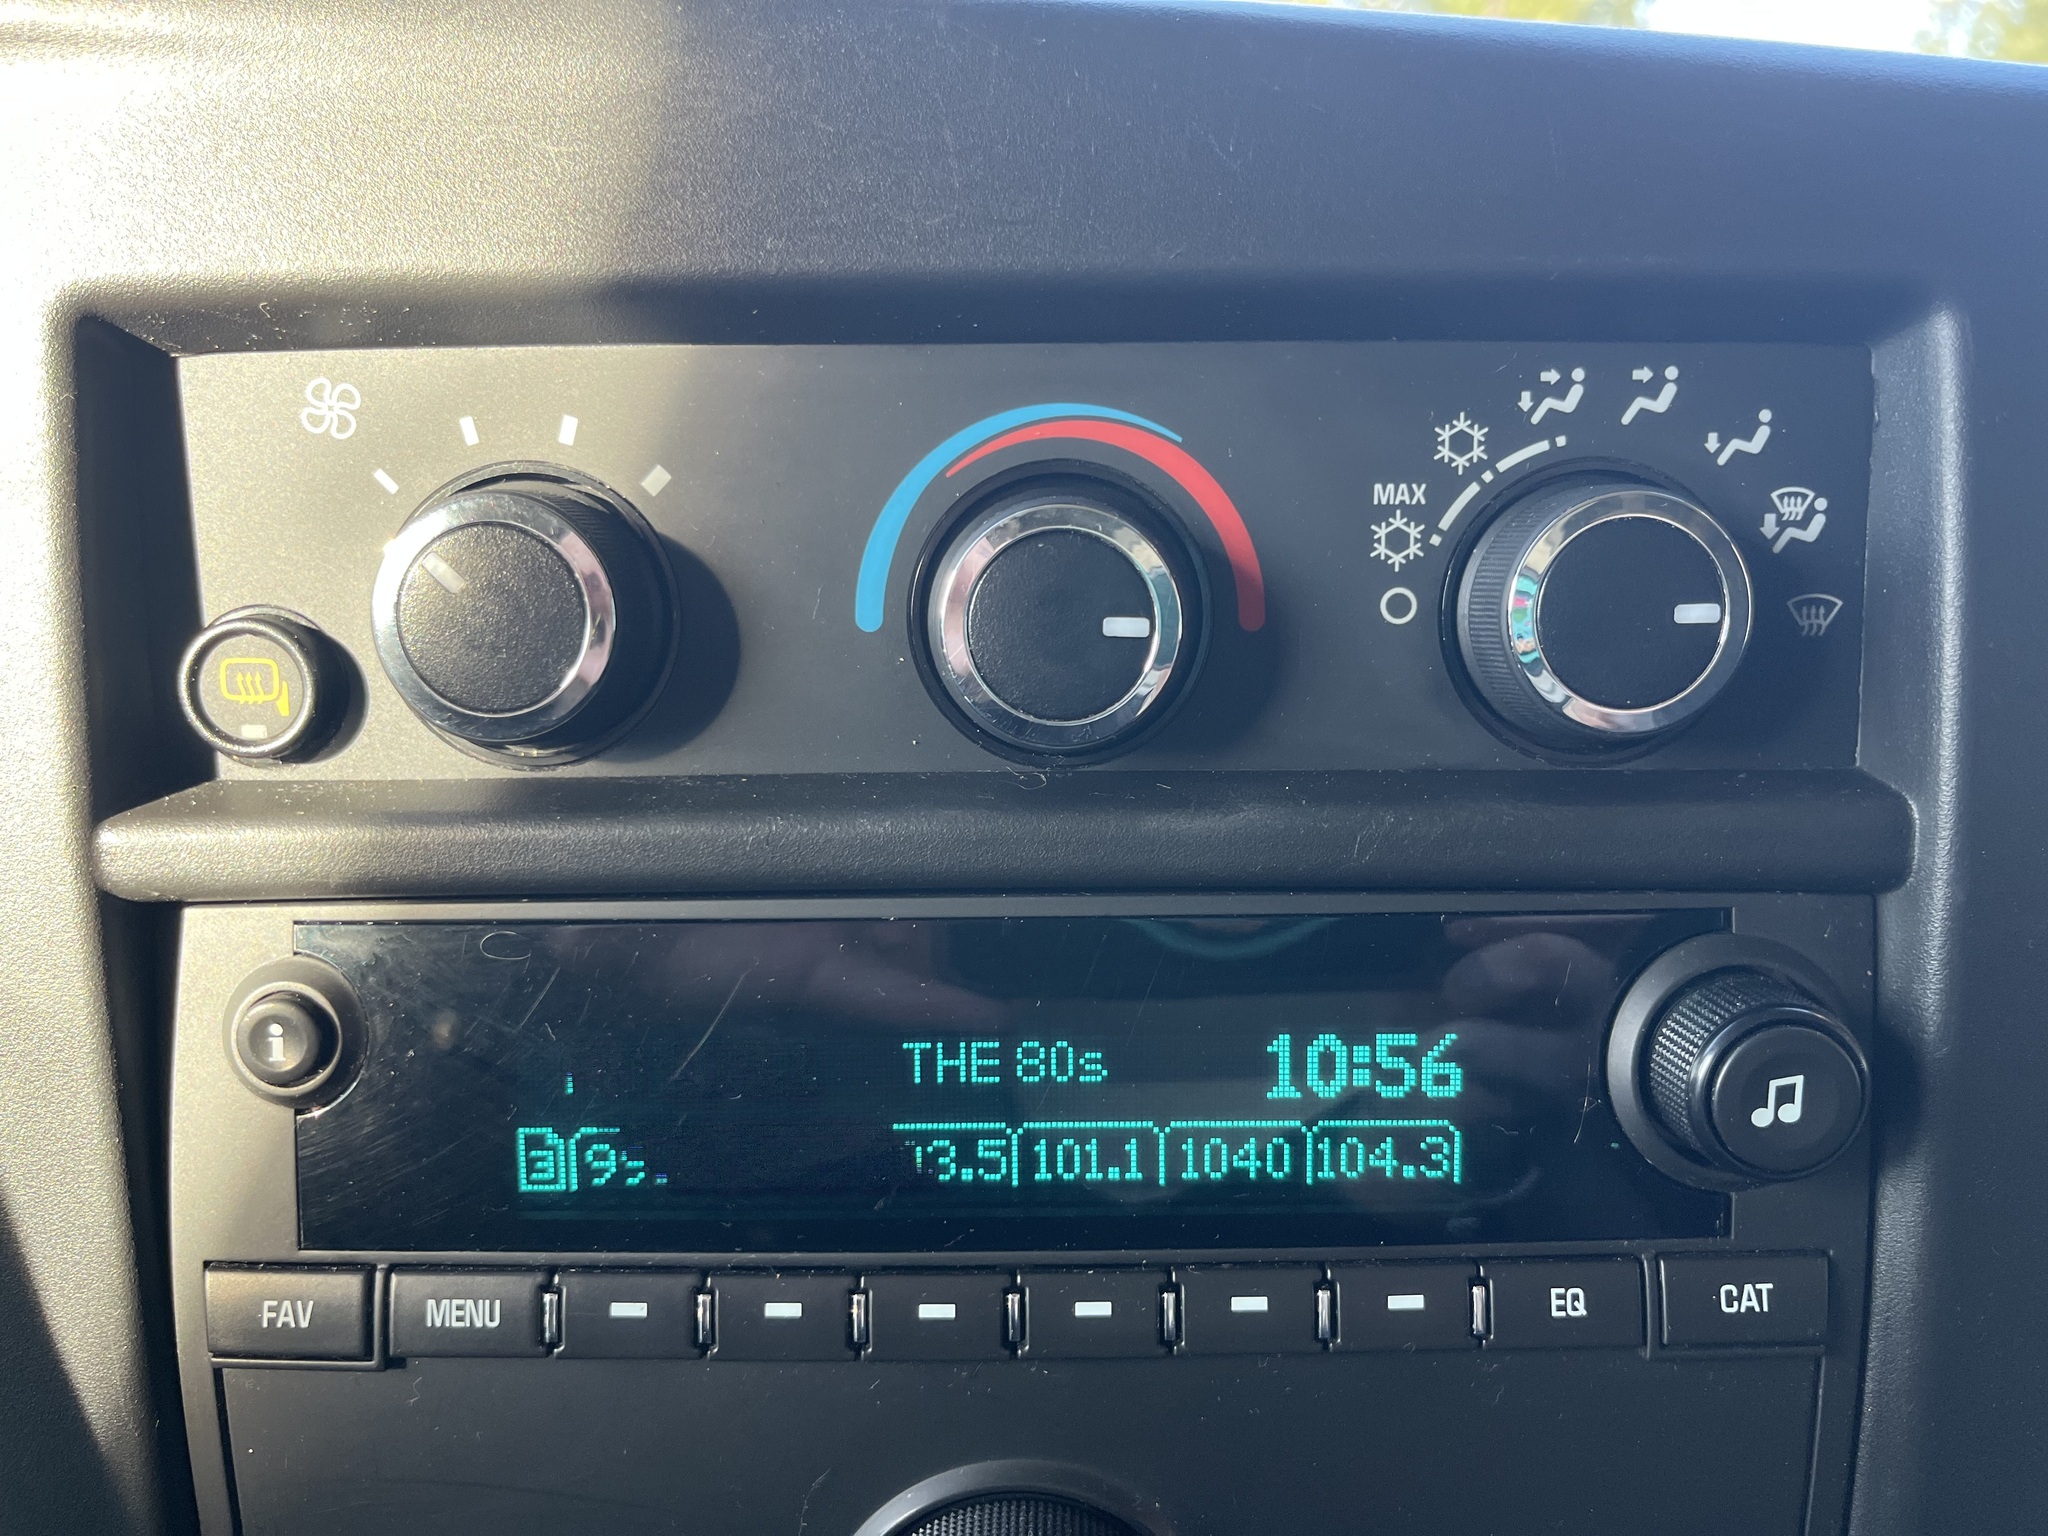 MAX
i
THE 80s 10:56
3.5 101.1 1040 104.3
FAV MENU EQ CAT